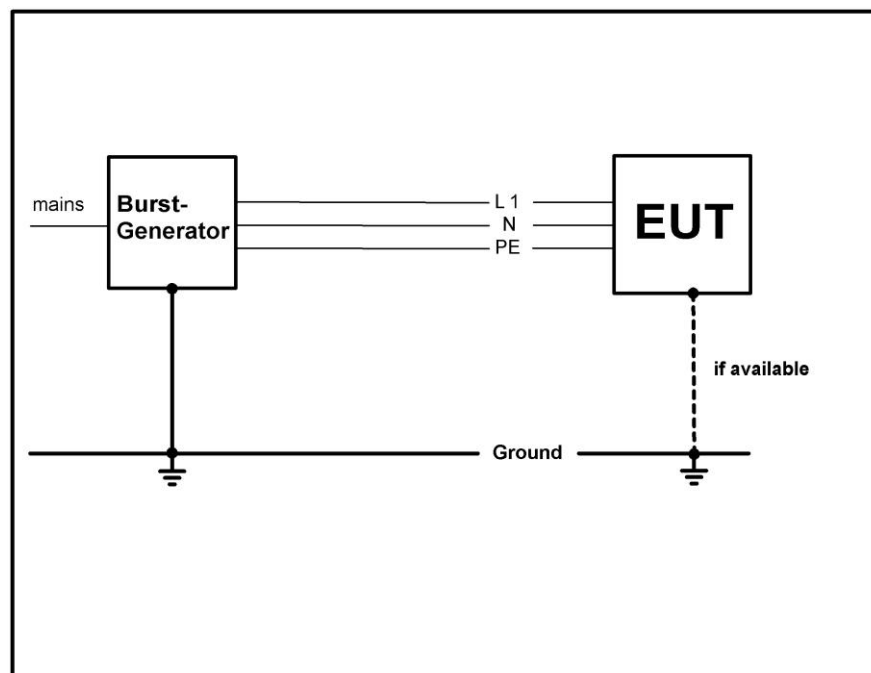 mains
Burst-
Generator
L 1
N
PE
EUT
if available
Ground